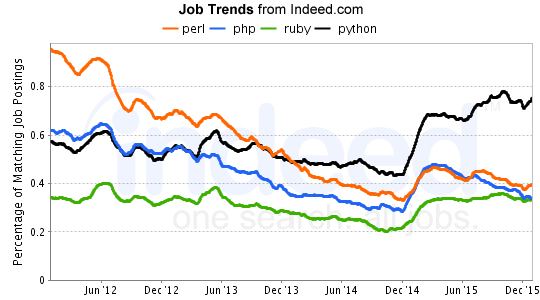 Job Trends from Indeed.com
perl php ruby python
Percentage of Matching Job Postings
0.8
0.6
0.4
0.2
0
Jun '12 Dec '12 Jun '13 Dec '13 Jun '14 Dec '14 Jun '15 Dec '15
indeed
one search. all jobs.